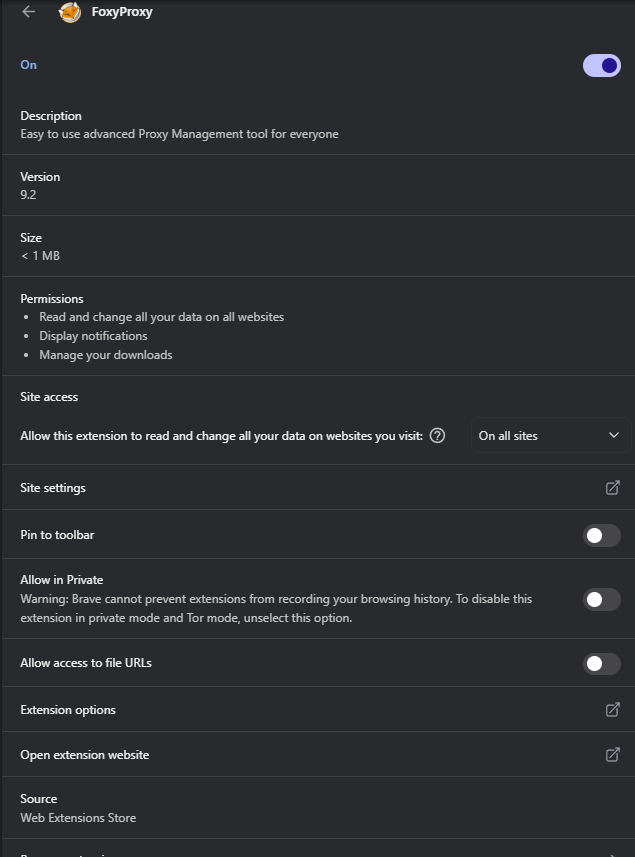 FoxyProxy
On
Description
Easy to use advanced Proxy Management tool for everyone
Version
9.2
Size
< 1 MB
Permissions
• Read and change all your data on all websites
• Display notifications
• Manage your downloads
Site access
Allow this extension to read and change all your data on websites you visit: ?
On all sites
Site settings
Pin to toolbar
Allow in Private
Warning: Brave cannot prevent extensions from recording your browsing history. To disable this
extension in private mode and Tor mode, unselect this option.
Allow access to file URLs
Extension options
Open extension website
Source
Web Extensions Store